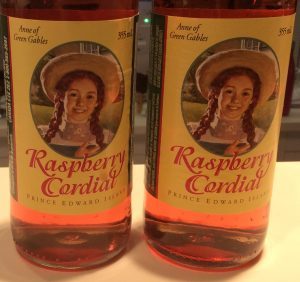 Anne of
Green Gables
355 mL
Raspberry
Cordial
PRINCE EDWARD ISLAND
Anne of
Green Gables
355 mL
Raspberry
Cordial
PRINCE EDWARD ISLAND